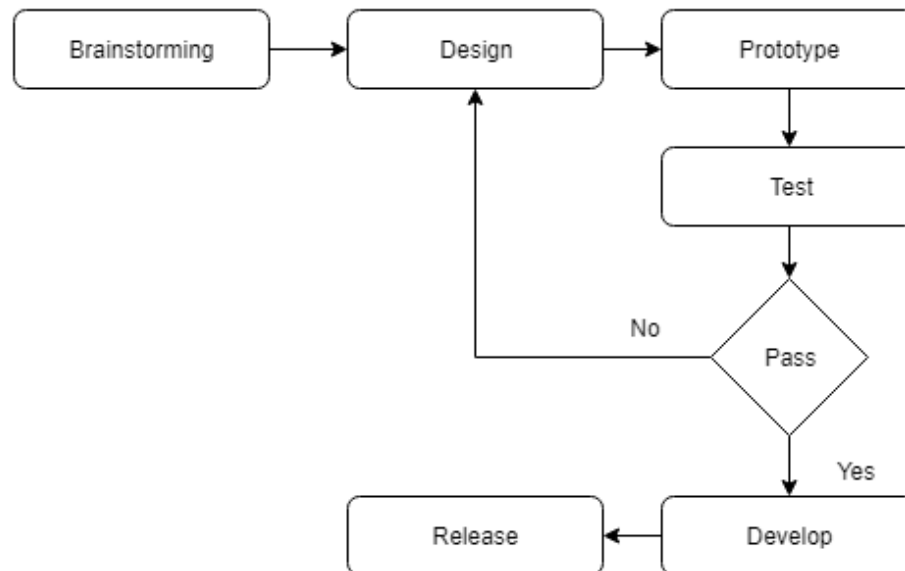 Brainstorming
Design
Prototype
Test
Pass
No
Yes
Develop
Release